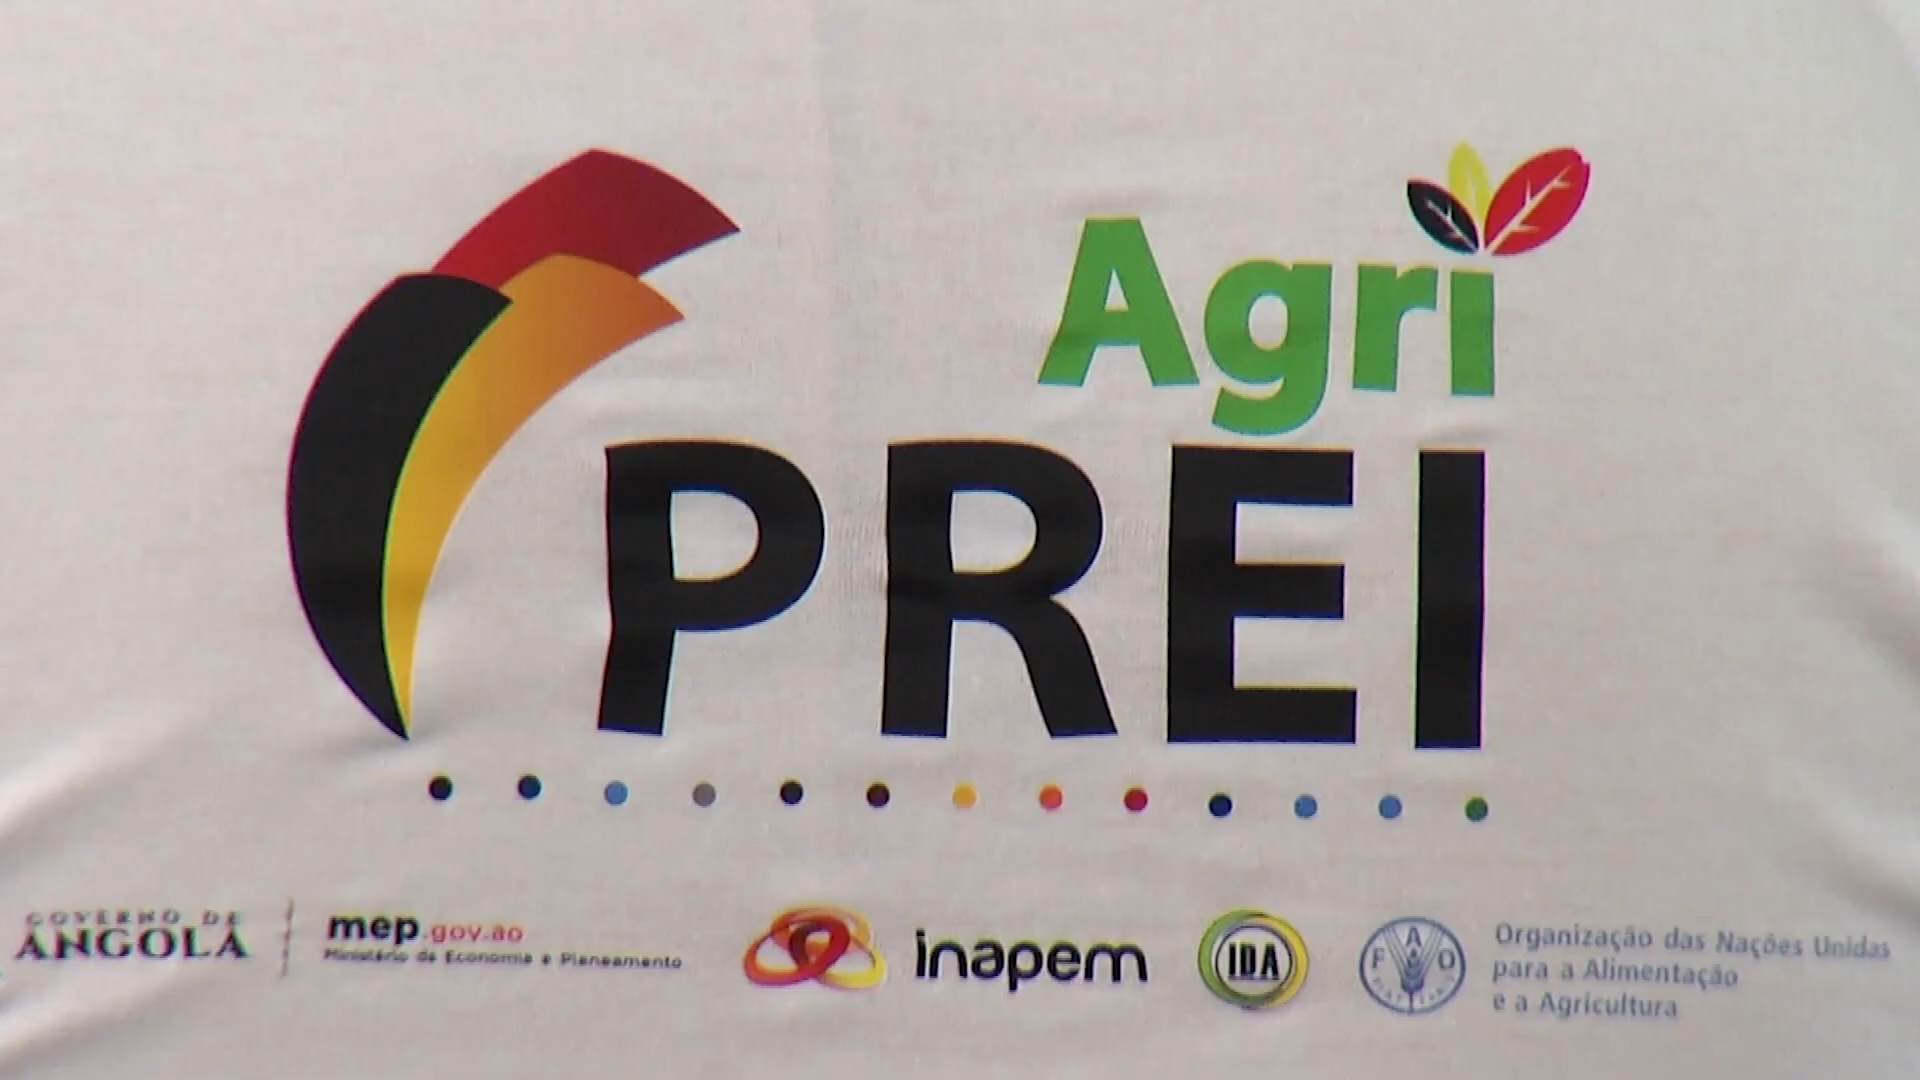 Agri
PREI
GOVERNO DE
ANGOLA
mep.gov.ao
Ministério da Economia e Planeamento
inapem
IDA
FAO
Organização das Nações Unidas
para a Alimentação
e a Agricultura